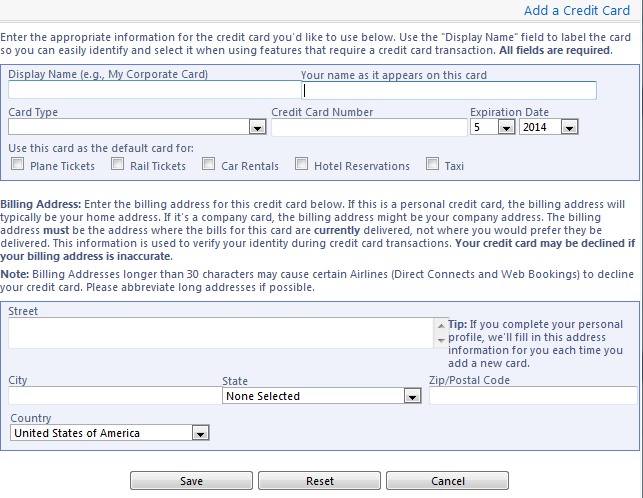 Add a Credit Card
Enter the appropriate information for the credit card you'd like to use below. Use the "Display Name" field to label the card
so you can easily identify and select it when using features that require a credit card transaction. All fields are required.
Display Name (e.g., My Corporate Card) Your name as it appears on this card
Card Type Credit Card Number Expiration Date
5 2014
Use this card as the default card for:
Plane Tickets Rail Tickets Car Rentals Hotel Reservations Taxi
Billing Address: Enter the billing address for this credit card below. If this is a personal credit card, the billing address will
typically be your home address. If it's a company card, the billing address might be your company address. The billing
address must be the address where the bills for this card are currently delivered, not where you would prefer they be
delivered. This information is used to verify your identity during credit card transactions. Your credit card may be declined if
your billing address is inaccurate.
Note: Billing Addresses longer than 30 characters may cause certain Airlines (Direct Connects and Web Bookings) to decline
your credit card. Please abbreviate long addresses if possible.
Street
Tip: If you complete your personal
profile, we'll fill in this address
information for you each time you
add a new card.
City State Zip/Postal Code
None Selected
Country
United States of America
Save Reset Cancel